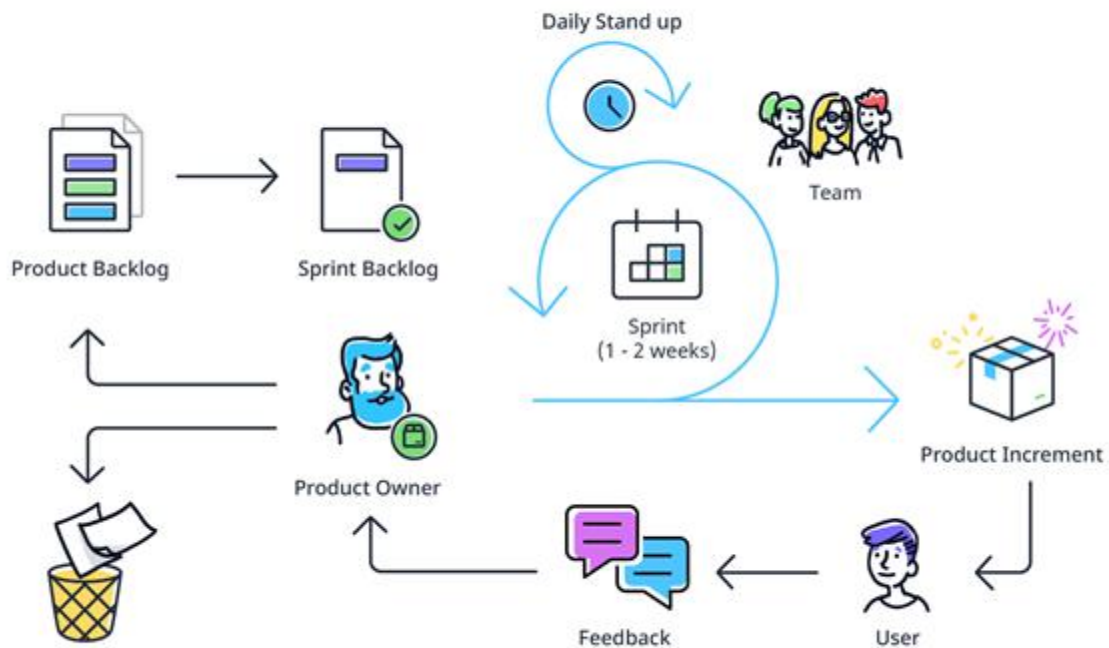 Daily Stand up
Team
Product Backlog
Sprint Backlog
Sprint
(1 - 2 weeks)
Product Increment
Product Owner
Feedback
User